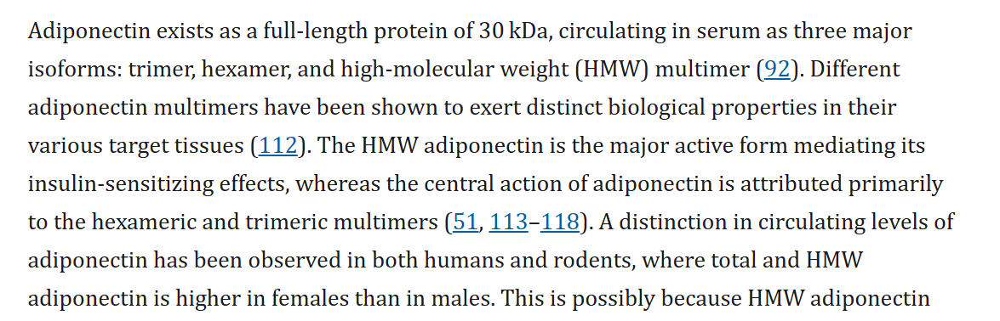 Adiponectin exists as a full-length protein of 30 kDa, circulating in serum as three major
isoforms: trimer, hexamer, and high-molecular weight (HMW) multimer (92). Different
adiponectin multimers have been shown to exert distinct biological properties in their
various target tissues (112). The HMW adiponectin is the major active form mediating its
insulin-sensitizing effects, whereas the central action of adiponectin is attributed primarily
to the hexameric and trimeric multimers (51, 113–118). A distinction in circulating levels of
adiponectin has been observed in both humans and rodents, where total and HMW
adiponectin is higher in females than in males. This is possibly because HMW adiponectin